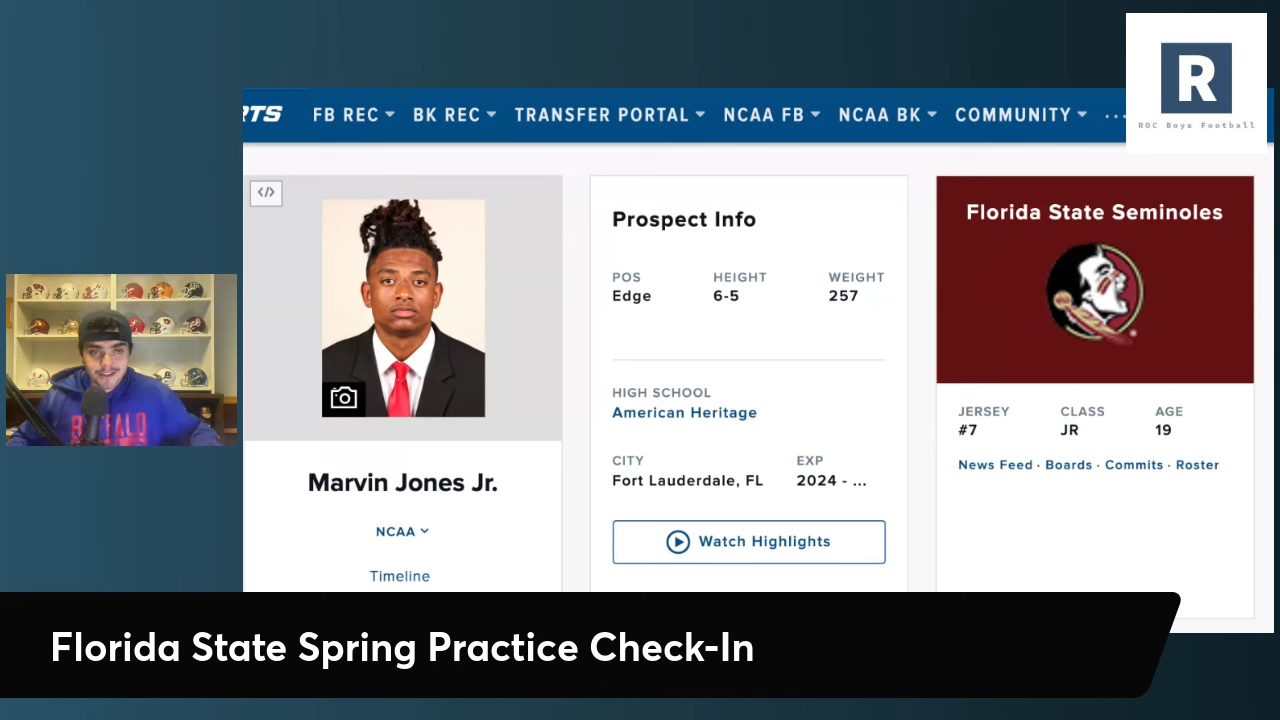 RTS FB REC BK REC TRANSFER PORTAL NCAA FB NCAA BK COMMUNITY ...
R
ROC Boys Football
</>
Marvin Jones Jr.
NCAA
Timeline
Prospect Info
POS HEIGHT WEIGHT
Edge 6-5 257
HIGH SCHOOL
American Heritage
CITY EXP
Fort Lauderdale, FL 2024 - ...
Watch Highlights
Florida State Seminoles
JERSEY CLASS AGE
#7 JR 19
News Feed · Boards · Commits · Roster
Florida State Spring Practice Check-In